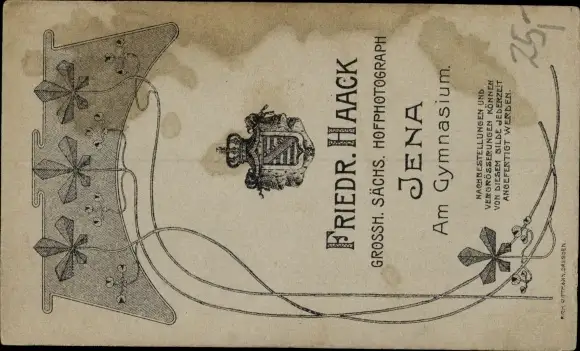 FRIEDR. HAACK
GROSSH. SÄCHS. HOFPHOTOGRAPH
JENA
Am Gymnasium.
NACHBESTELLUNGEN UND
VERGRÖSSERUNGEN KÖNNEN
VON DIESEM BILDE JEDERZEIT
ANGEFERTIGT WERDEN.
25,-